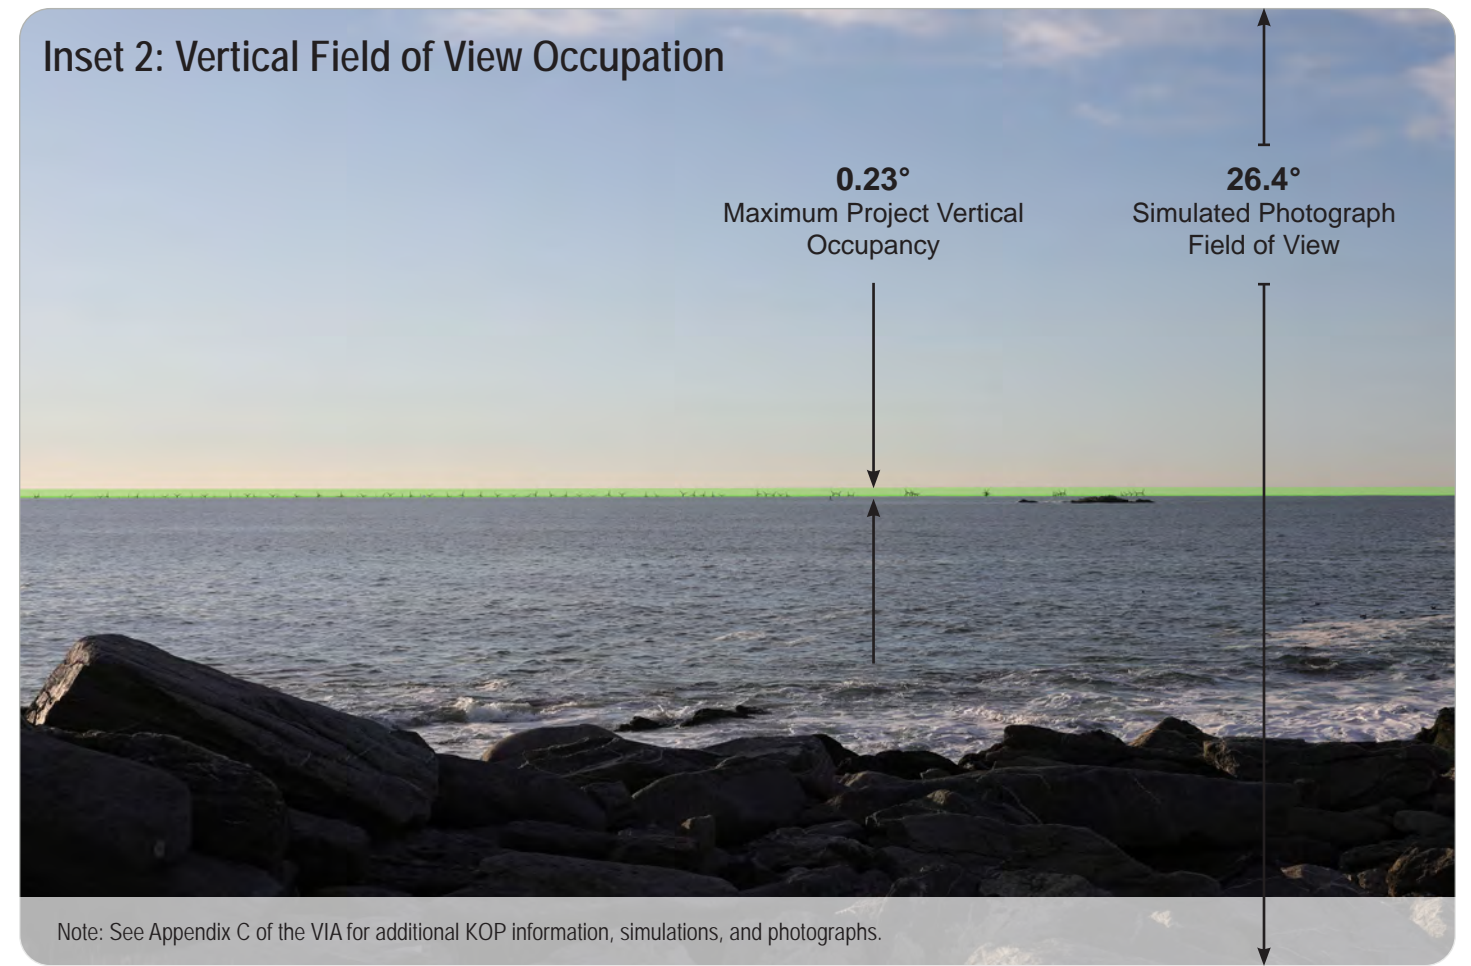 Inset 2: Vertical Field of View Occupation
0.23°
Maximum Project Vertical
Occupancy
26.4°
Simulated Photograph
Field of View
Note: See Appendix C of the VIA for additional KOP information, simulations, and photographs.